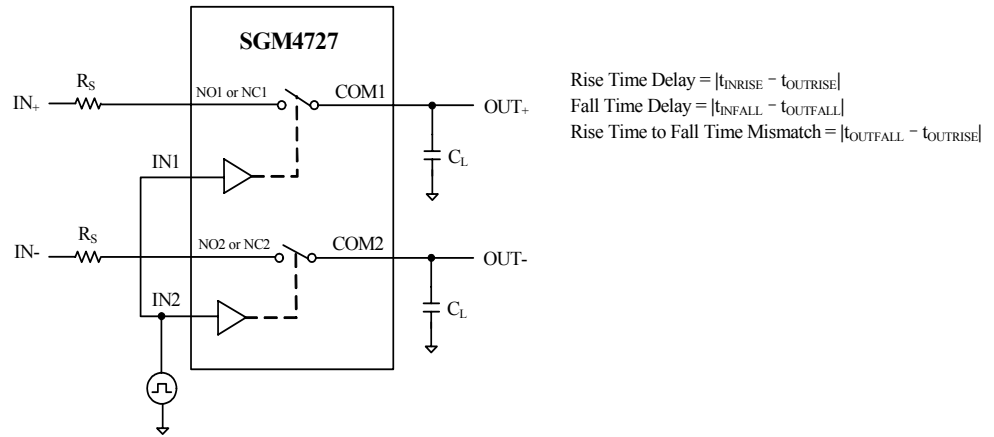 SGM4727
IN+
RS
NO1 or NC1
COM1
OUT+
IN1
CL
IN-
RS
NO2 or NC2
COM2
OUT-
IN2
CL
Rise Time Delay = |tINRISE - tOUTRISE|
Fall Time Delay = |tINFALL - tOUTFALL|
Rise Time to Fall Time Mismatch = |tOUTFALL - tOUTRISE|